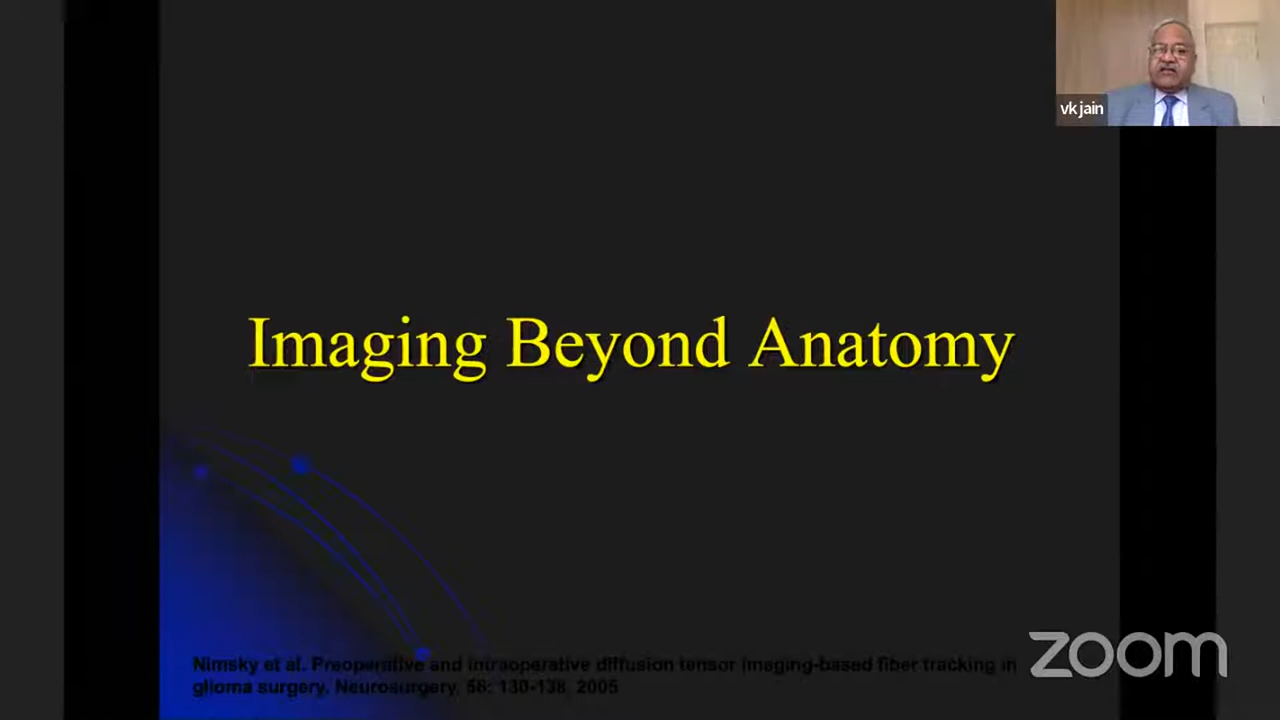 vk jain
Imaging Beyond Anatomy
Nimsky et al. Preoperative and intraoperative diffusion tensor imaging-based fiber tracking in
glioma surgery. Neurosurgery, 56: 130-138, 2005
zoom